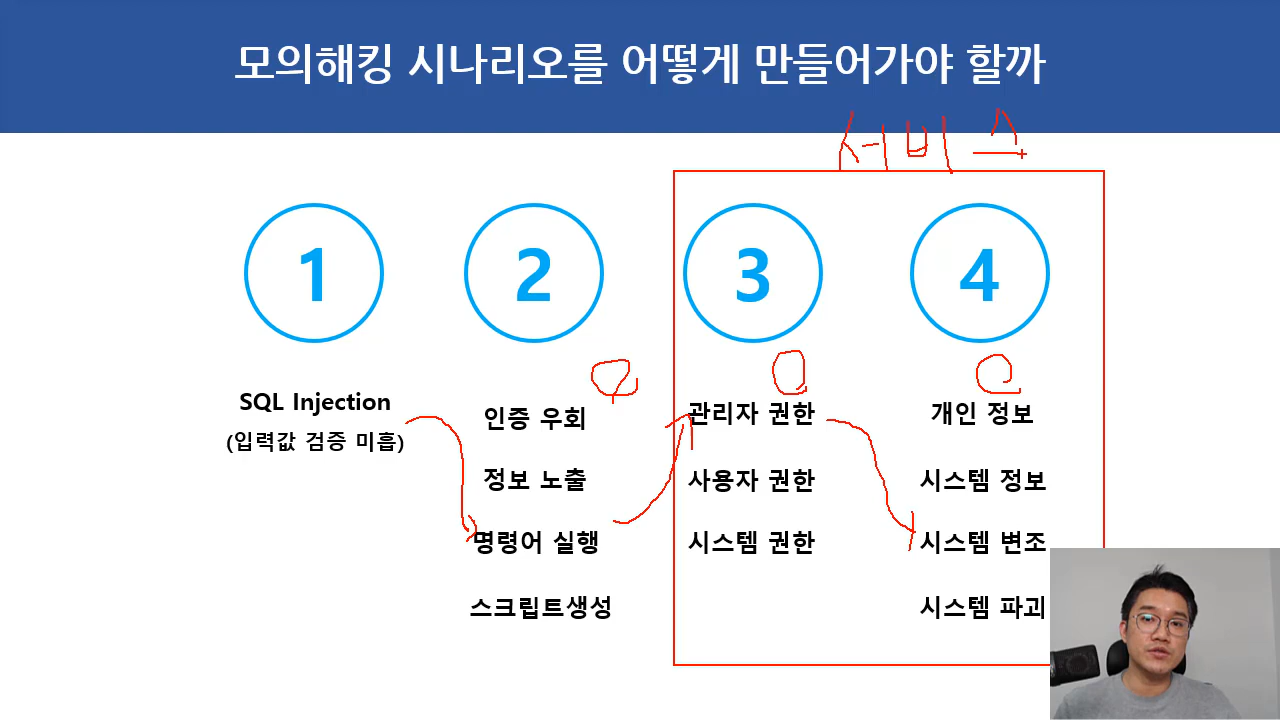 모의해킹 시나리오를 어떻게 만들어가야 할까
서비스
1
2
3
4
SQL Injection
(입력값 검증 미흡)
인증 우회
정보 노출
명령어 실행
스크립트생성
관리자 권한
사용자 권한
시스템 권한
개인 정보
시스템 정보
시스템 변조
시스템 파괴